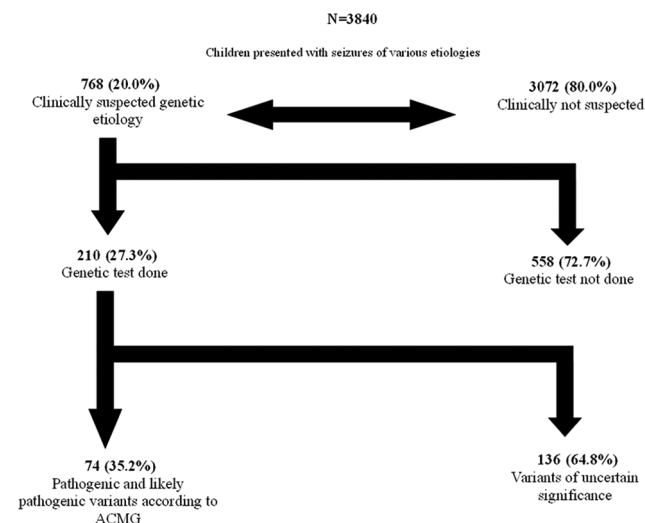 N=3840
Children presented with seizures of various etiologies
768 (20.0%)
Clinically suspected genetic
etiology
3072 (80.0%)
Clinically not suspected
210 (27.3%)
Genetic test done
558 (72.7%)
Genetic test not done
74 (35.2%)
Pathogenic and likely
pathogenic variants according to
ACMG
136 (64.8%)
Variants of uncertain
significance